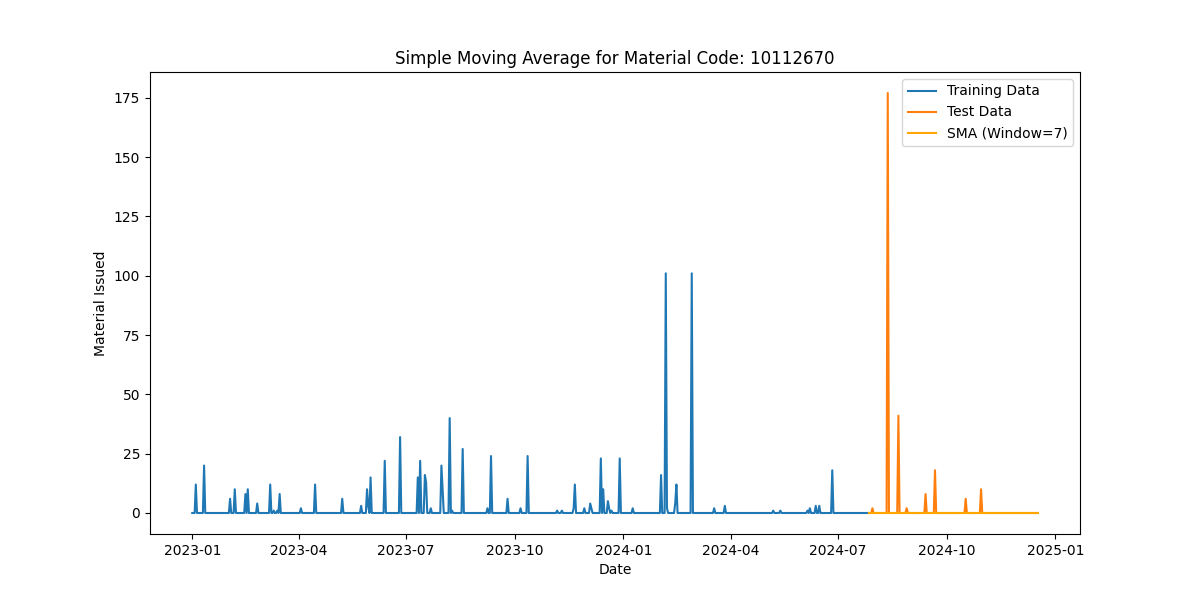 Simple Moving Average for Material Code: 10112670
Training Data
Test Data
SMA (Window=7)
Material Issued
175
150
125
100
75
50
25
0
2023-01 2023-04 2023-07 2023-10 2024-01 2024-04 2024-07 2024-10 2025-01
Date